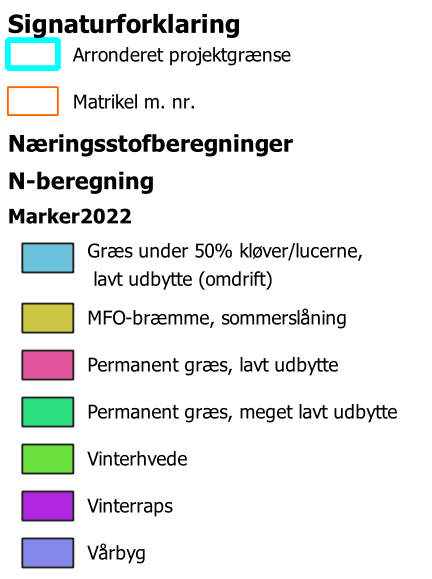 Signaturforklaring
Arronderet projektgrænse
Matrikel m. nr.
Næringsstofberegninger
N-beregning
Marker2022
Græs under 50% kløver/lucerne,
lavt udbytte (omdrift)
MFO-bræmme, sommerslåning
Permanent græs, lavt udbytte
Permanent græs, meget lavt udbytte
Vinterhvede
Vinterraps
Vårbyg